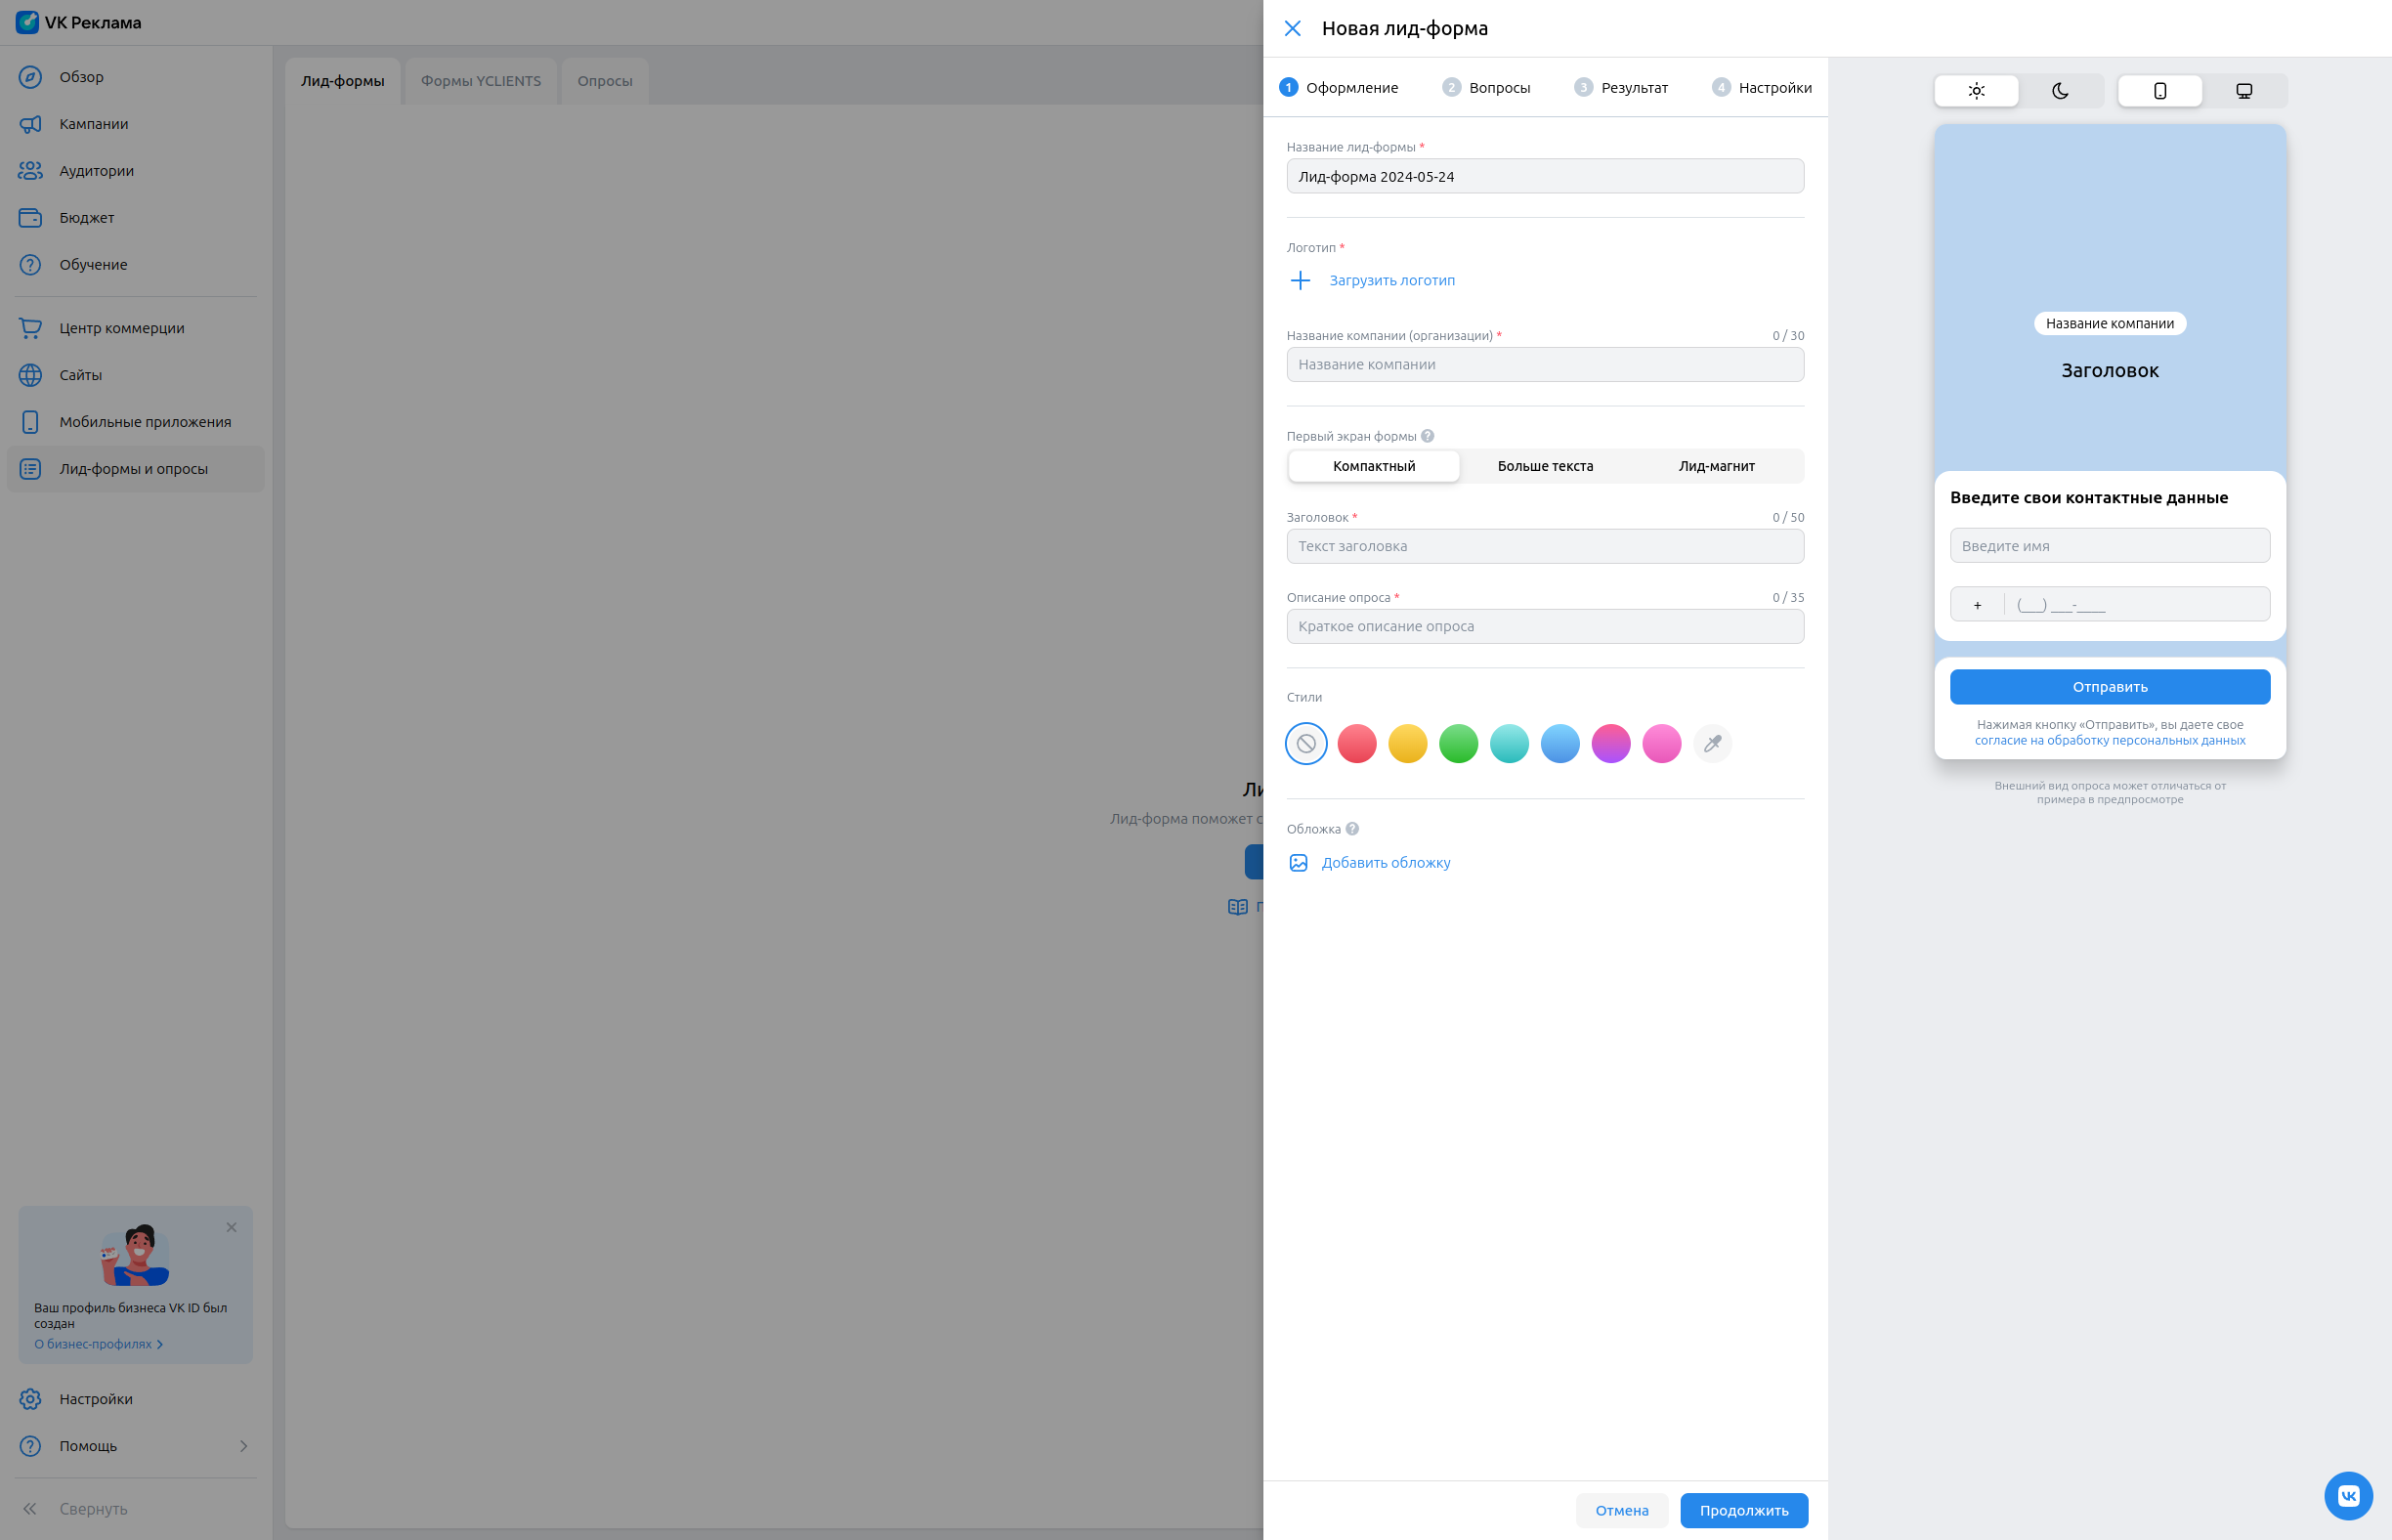 VK Реклама
Обзор
Кампании
Аудитории
Бюджет
Обучение
Центр коммерции
Сайты
Мобильные приложения
Лид-формы и опросы
Ваш профиль бизнеса VK ID был
создан
О бизнес-профилях
Настройки
Помощь
Свернуть
Лид-формы
Формы YCLIENTS
Опросы
Лид-форма поможет
Новая лид-форма
1 Оформление
2 Вопросы
3 Результат
4 Настройки
Название лид-формы *
Лид-форма 2024-05-24
Логотип *
Загрузить логотип
Название компании (организации) * 0 / 30
Название компании
Первый экран формы ?
Компактный
Больше текста
Лид-магнит
Заголовок * 0 / 50
Текст заголовка
Описание опроса * 0 / 35
Краткое описание опроса
Стили
Обложка ?
Добавить обложку
Отмена
Продолжить
Название компании
Заголовок
Введите свои контактные данные
Введите имя
+ (___) ___-____
Отправить
Нажимая кнопку «Отправить», вы даете свое
согласие на обработку персональных данных
Внешний вид опроса может отличаться от
примера в предпросмотре